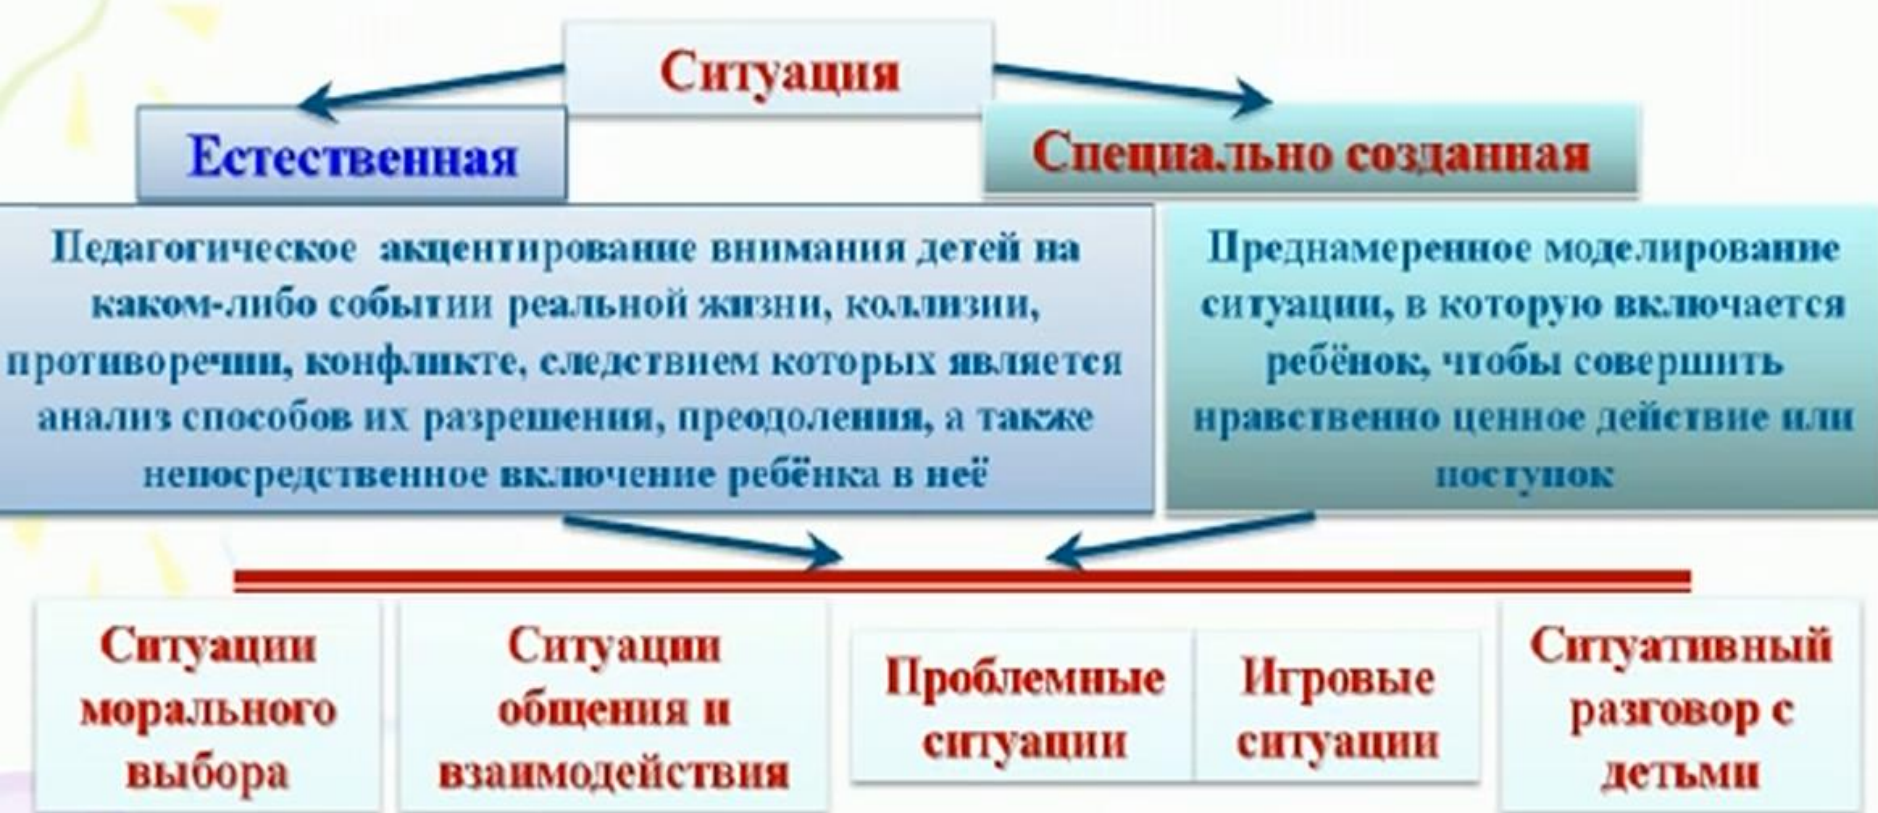 Ситуация
Естественная
Специально созданная
Педагогическое акцентирование внимания детей на
каком-либо событии реальной жизни, коллизии,
противоречии, конфликте, следствием которых является
анализ способов их разрешения, преодоления, а также
непосредственное включение ребёнка в неё
Преднамеренное моделирование
ситуации, в которую включается
ребёнок, чтобы совершить
нравственно ценное действие или
поступок
Ситуации
морального
выбора
Ситуации
общения и
взаимодействия
Проблемные
ситуации
Игровые
ситуации
Ситуативный
разговор с
детьми